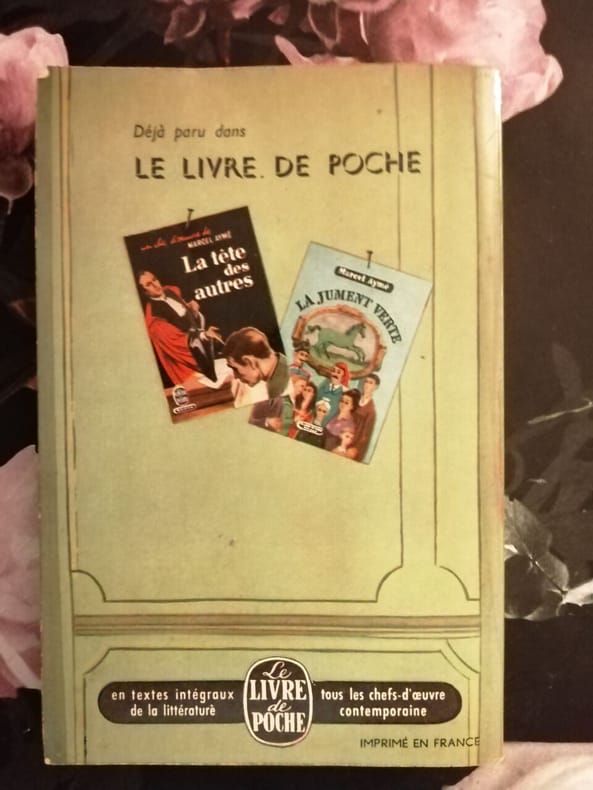 Déjà paru dans
LE LIVRE DE POCHE
un chef d'œuvre de
MARCEL AYMÉ
La tête
des
autres
Marcel Aymé
LA JUMENT VERTE
en textes intégraux
de la littérature
Le
LIVRE
de
POCHE
tous les chefs-d'œuvre
contemporaine
IMPRIMÉ EN FRANCE